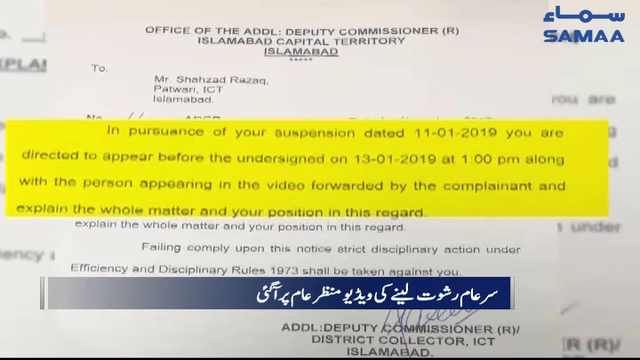 سماء
SAMAA
OFFICE OF THE ADDL: DEPUTY COMMISSIONER (R)
ISLAMABAD CAPITAL TERRITORY
ISLAMABAD
*****
To,
Mr. Shahzad Razaq,
Patwari, ICT
Islamabad.
In pursuance of your suspension dated 11-01-2019 you are
directed to appear before the undersigned on 13-01-2019 at 1:00 pm along
with the person appearing in the video forwarded by the complainant and
explain the whole matter and your position in this regard.
explain the whole matter and your position in this regard.
Failing comply upon this notice strict disciplinary action under
Efficiency and Disciplinary Rules 1973 shall be taken against you.
سرعام رشوت لینے کی ویڈیو منظر عام پر آگئی
ADDL:DEPUTY COMMISSIONER (R)/
DISTRICT COLLECTOR, ICT
ISLAMABAD.